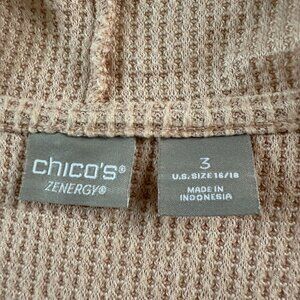 chico's®
ZENERGY®
3
U.S. SIZE 16/18
MADE IN
INDONESIA